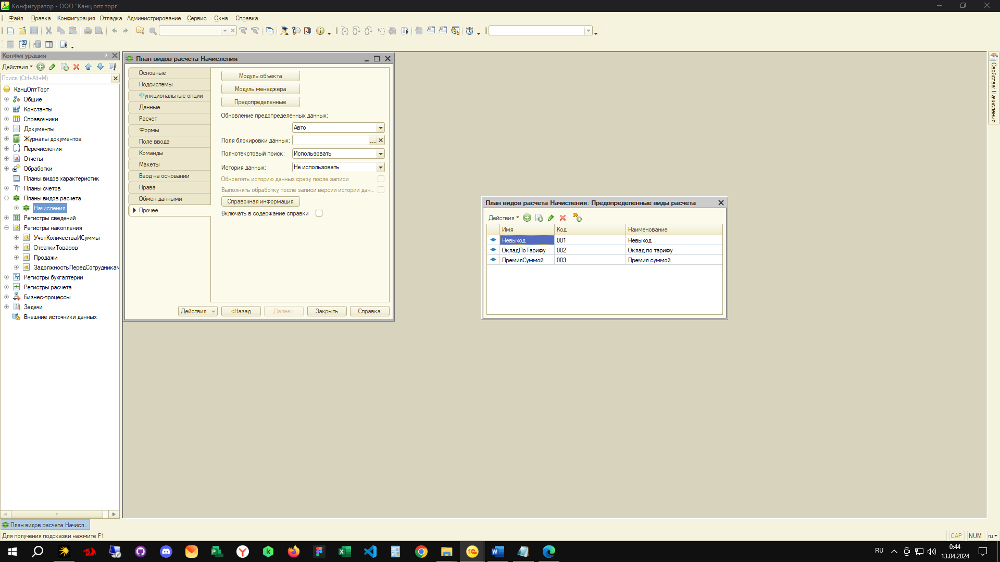 Конфигуратор - ООО "Канц опт торг"
Файл Правка Конфигурация Отладка Администрирование Сервис Окна Справка
Конфигурация
Действия
Поиск (Ctrl+Alt+M)
КанцОптТорг
Общие
Константы
Справочники
Документы
Журналы документов
Перечисления
Отчеты
Обработки
Планы видов характеристик
Планы счетов
Планы видов расчета
Начисления
Регистры сведений
Регистры накопления
УчётКоличестваИСуммы
ОтсаткиТоваров
Продажи
ЗадолжностьПередСотрудникам
Регистры бухгалтерии
Регистры расчета
Бизнес-процессы
Задачи
Внешние источники данных
План видов расчета Начисления
Основные
Подсистемы
Функциональные опции
Данные
Расчет
Формы
Поле ввода
Команды
Макеты
Ввод на основании
Права
Обмен данными
Прочее
Модуль объекта
Модуль менеджера
Предопределенные
Обновление предопределенных данных:
Авто
Поля блокировки данных: ...
Полнотекстовый поиск: Использовать
История данных: Не использовать
Обновлять историю данных сразу после записи
Выполнять обработку после записи версии истории дан...
Справочная информация
Включать в содержание справки
Действия <Назад Далее> Закрыть Справка
План видов расчета Начисления: Предопределенные виды расчета
Действия
Имя Код Наименование
Невыход 001 Невыход
ОкладПоТарифу 002 Оклад по тарифу
ПремияСуммой 003 Премия суммой
Свойства: Начисления
План видов расчета Начисл...
Для получения подсказки нажмите F1
CAP NUM ru
RU
0:44
13.04.2024